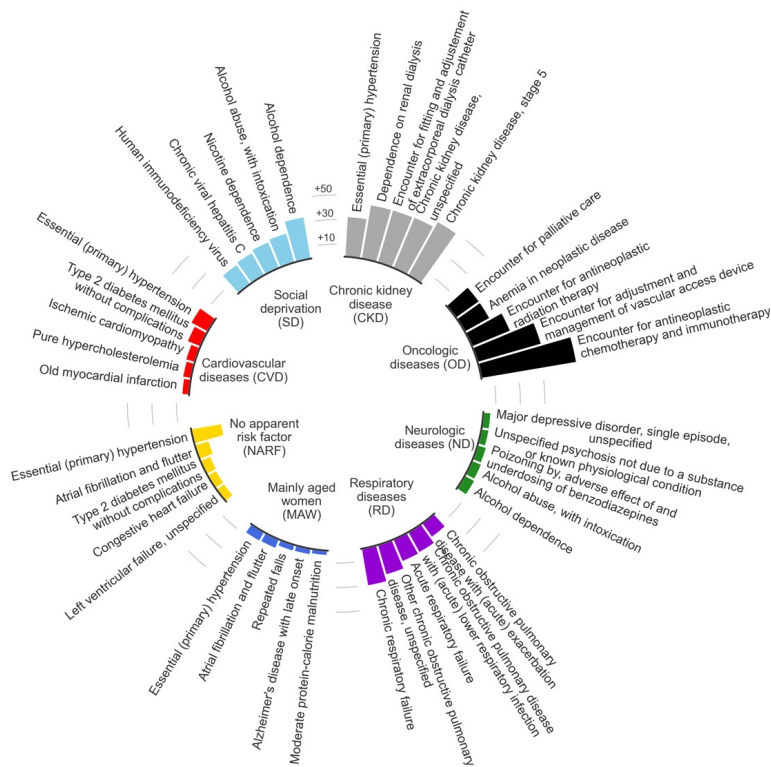 +50
+30
+10
Essential (primary) hypertension
Dependence on renal dialysis
Encounter for fitting and adjustement
of extracorporeal dialysis catheter
Chronic kidney disease,
unspecified
Chronic kidney disease, stage 5
Chronic kidney
disease
(CKD)
Encounter for palliative care
Anemia in neoplastic disease
Encounter for antineoplastic
radiation therapy
Encounter for adjustment and
management of vascular access device
Encounter for antineoplastic
chemotherapy and immunotherapy
Oncologic
diseases (OD)
Major depressive disorder, single episode,
unspecified
Unspecified psychosis not due to a substance
or known physiological condition
Poizoning by, adverse effect of and
underdosing of benzodiazepines
Alcohol abuse, with intoxication
Alcohol dependence
Neurologic
diseases (ND)
Chronic obstructive pulmonary
disease with (acute) exacerbation
Chronic obstructive pulmonary disease
with (acute) lower respiratory infection
Acute respiratory failure
Other chronic obstructive pulmonary
disease, unspecified
Chronic respiratory failure
Respiratory
diseases
(RD)
Moderate protein-calorie malnutrition
Alzheimer's disease with late onset
Repeated falls
Atrial fibrillation and flutter
Essential (primary) hypertension
Mainly aged
women
(MAW)
Left ventricular failure, unspecified
Congestive heart failure
Type 2 diabetes mellitus
without complications
Atrial fibrillation and flutter
Essential (primary) hypertension
No apparent
risk factor
(NARF)
Old myocardial infarction
Pure hypercholesterolemia
Ischemic cardiomyopathy
Type 2 diabetes mellitus
without complications
Essential (primary) hypertension
Cardiovascular
diseases (CVD)
Human immunodeficiency virus
Chronic viral hepatitis C
Nicotine dependence
Alcohol abuse, with intoxication
Alcohol dependence
Social
deprivation
(SD)